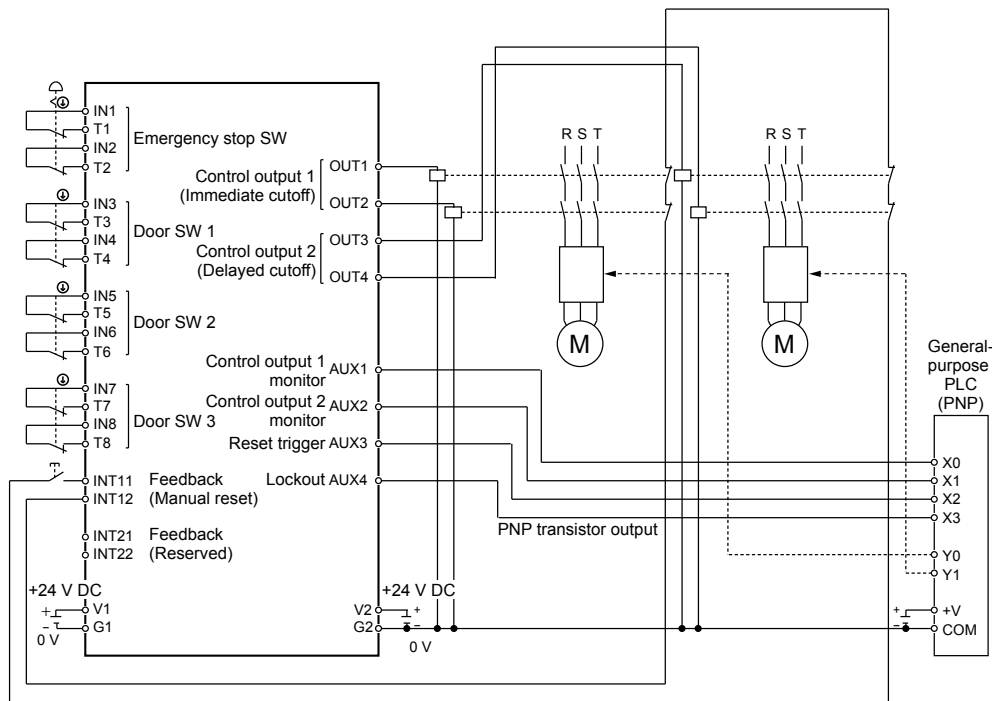 IN1
T1
IN2
T2
Emergency stop SW
IN3
T3
IN4
T4
Door SW 1
IN5
T5
IN6
T6
Door SW 2
IN7
T7
IN8
T8
Door SW 3
INT11
INT12
Feedback
(Manual reset)
INT21
INT22
Feedback
(Reserved)
+24 V DC
+
V1
−
G1
0 V
Control output 1
(Immediate cutoff)
OUT1
OUT2
Control output 2
(Delayed cutoff)
OUT3
OUT4
Control output 1
monitor
AUX1
Control output 2
monitor
AUX2
Reset trigger AUX3
Lockout AUX4
PNP transistor output
+24 V DC
V2
+
G2
−
0 V
R S T
M
R S T
M
General-
purpose
PLC
(PNP)
X0
X1
X2
X3
Y0
Y1
+
+V
−
COM